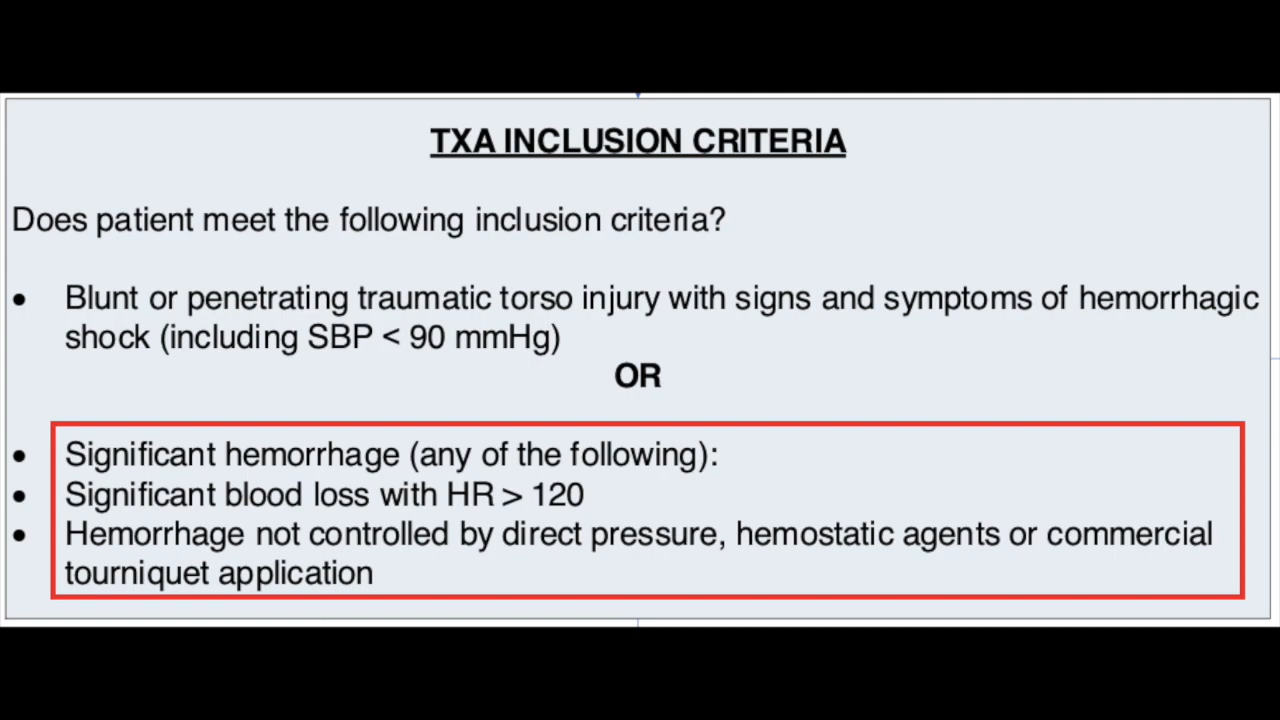 TXA INCLUSION CRITERIA
Does patient meet the following inclusion criteria?
• Blunt or penetrating traumatic torso injury with signs and symptoms of hemorrhagic
shock (including SBP < 90 mmHg)
OR
• Significant hemorrhage (any of the following):
• Significant blood loss with HR > 120
• Hemorrhage not controlled by direct pressure, hemostatic agents or commercial
tourniquet application